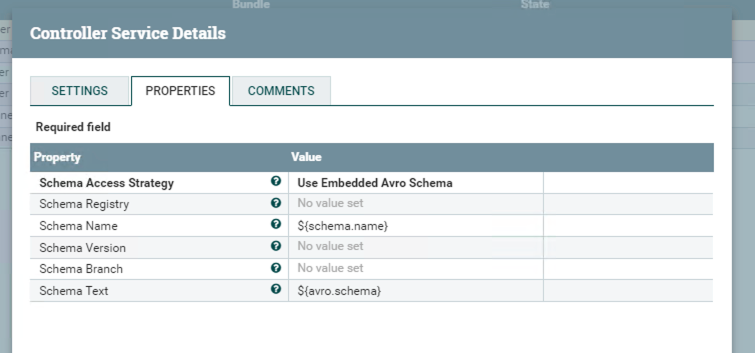 Bundle State
Controller Service Details
SETTINGS PROPERTIES COMMENTS
Required field
Property Value
Schema Access Strategy ? Use Embedded Avro Schema
Schema Registry ? No value set
Schema Name ? ${schema.name}
Schema Version ? No value set
Schema Branch ? No value set
Schema Text ? ${avro.schema}